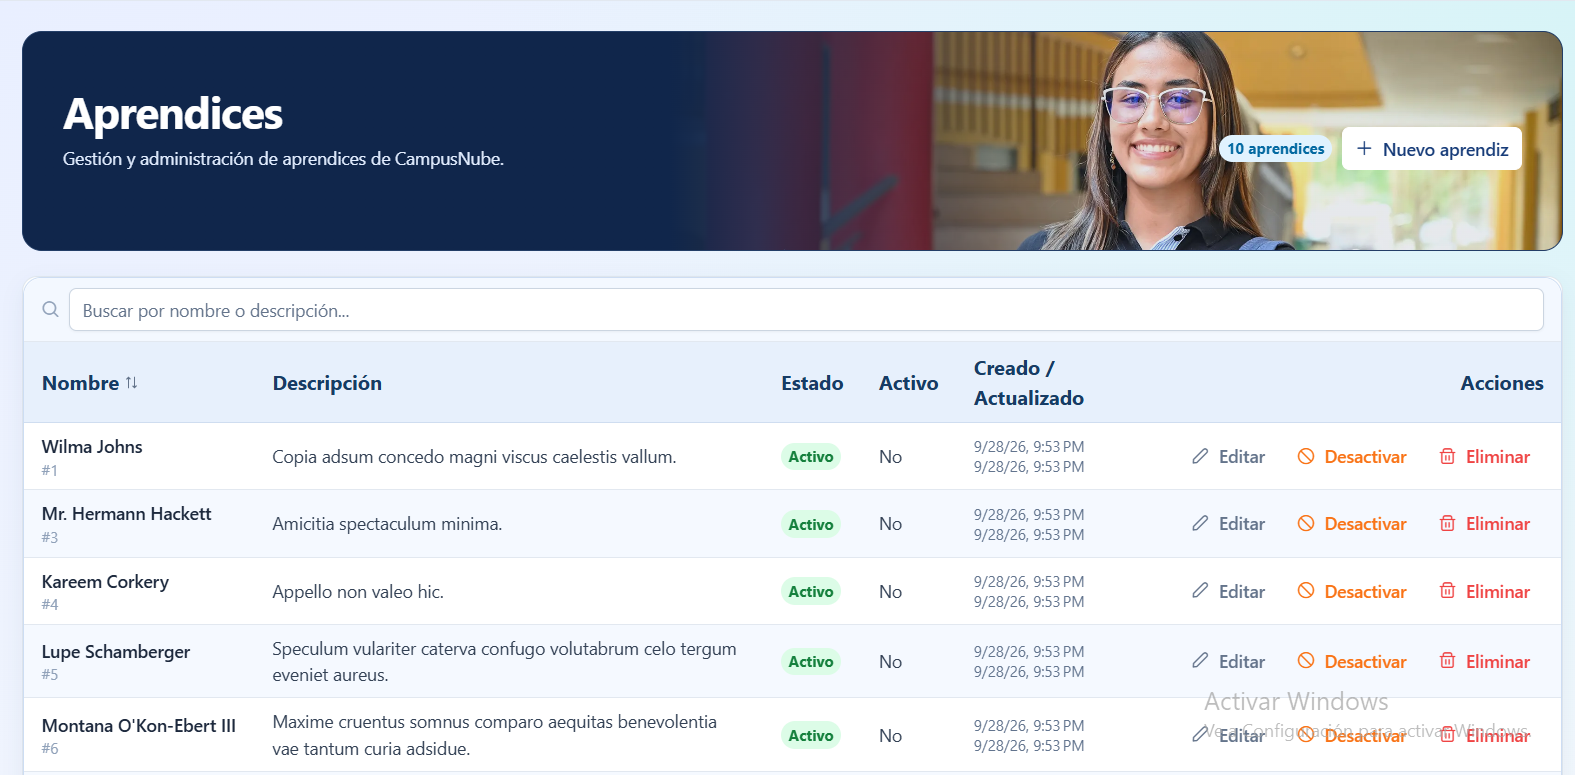 Aprendices
Gestión y administración de aprendices de CampusNube.
10 aprendices
Nuevo aprendiz
Buscar por nombre o descripción...
Nombre
Descripción
Estado
Activo
Creado /
Actualizado
Acciones
Wilma Johns
#1
Copia adsum concedo magni viscus caelestis vallum.
Activo
No
9/28/26, 9:53 PM
9/28/26, 9:53 PM
Editar
Desactivar
Eliminar
Mr. Hermann Hackett
#3
Amicitia spectaculum minima.
Activo
No
9/28/26, 9:53 PM
9/28/26, 9:53 PM
Editar
Desactivar
Eliminar
Kareem Corkery
#4
Appello non valeo hic.
Activo
No
9/28/26, 9:53 PM
9/28/26, 9:53 PM
Editar
Desactivar
Eliminar
Lupe Schamberger
#5
Speculum vulariter caterva confugo volutabrum celo tergum
eveniet aureus.
Activo
No
9/28/26, 9:53 PM
9/28/26, 9:53 PM
Editar
Desactivar
Eliminar
Montana O'Kon-Ebert III
#6
Maxime cruentus somnus comparo aequitas benevolentia
vae tantum curia adsidue.
Activo
No
9/28/26, 9:53 PM
9/28/26, 9:53 PM
Editar
Desactivar
Eliminar
Activar Windows
Ve a Configuración para activar Windows.